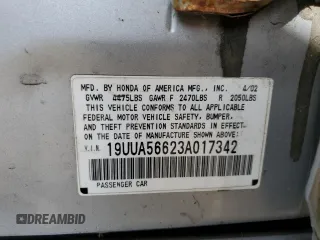 MFD. BY HONDA OF AMERICA MFG., INC. 4/02
GVWR 4475LBS GAWR F 2470LBS R 2050LBS
THIS VEHICLE CONFORMS TO ALL APPLICABLE
FEDERAL MOTOR VEHICLE SAFETY, BUMPER,
AND THEFT PREVENTION STANDARDS IN EFFECT
ON THE DATE OF MANUFACTURE SHOWN ABOVE.
V.I.N. 19UUA56623A017342
PASSENGER CAR
DREAMBID